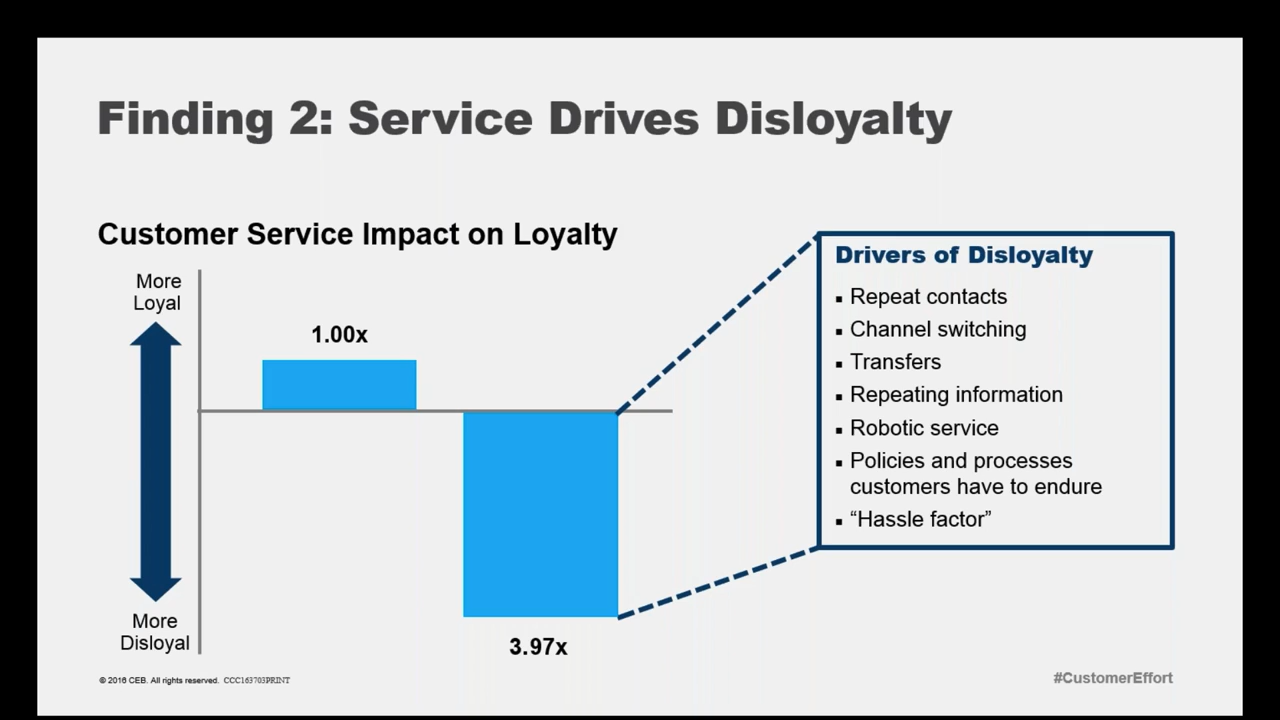 Finding 2: Service Drives Disloyalty
Customer Service Impact on Loyalty
More
Loyal
1.00x
3.97x
More
Disloyal
Drivers of Disloyalty
▪ Repeat contacts
▪ Channel switching
▪ Transfers
▪ Repeating information
▪ Robotic service
▪ Policies and processes
customers have to endure
▪ “Hassle factor”
© 2016 CEB. All rights reserved. CCC163703PRINT
#CustomerEffort